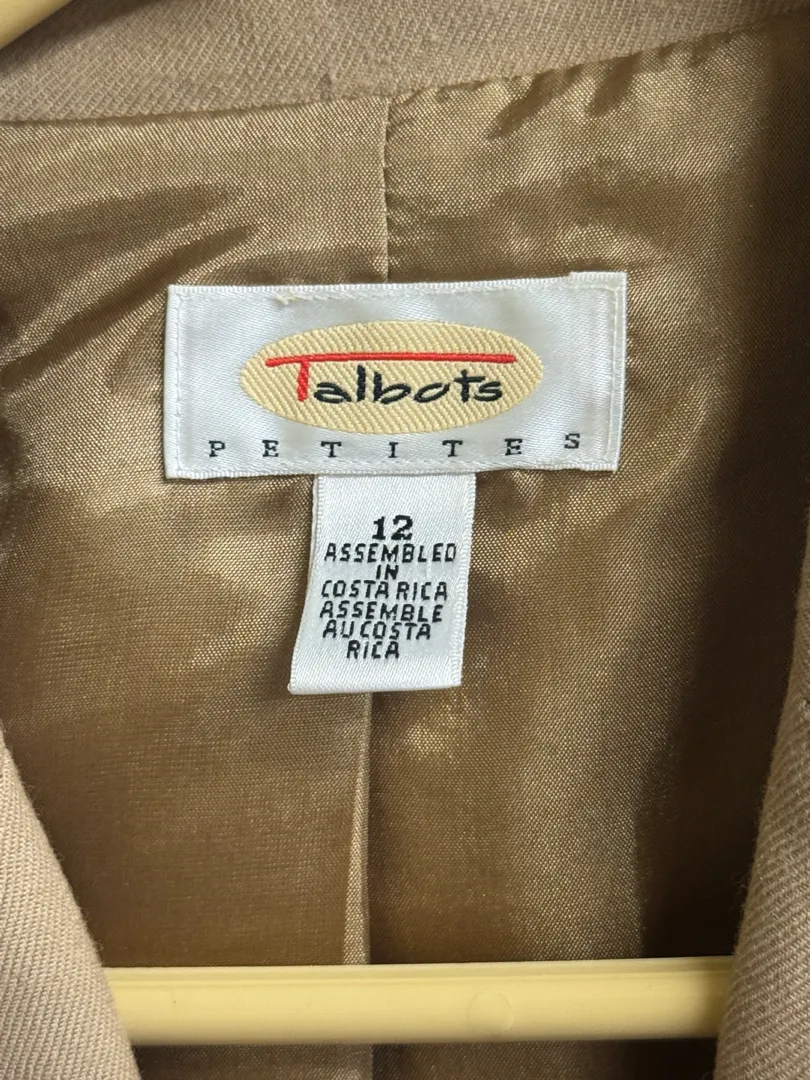 Talbots
PETITES
12
ASSEMBLED
IN
COSTA RICA
ASSEMBLE
AU COSTA
RICA